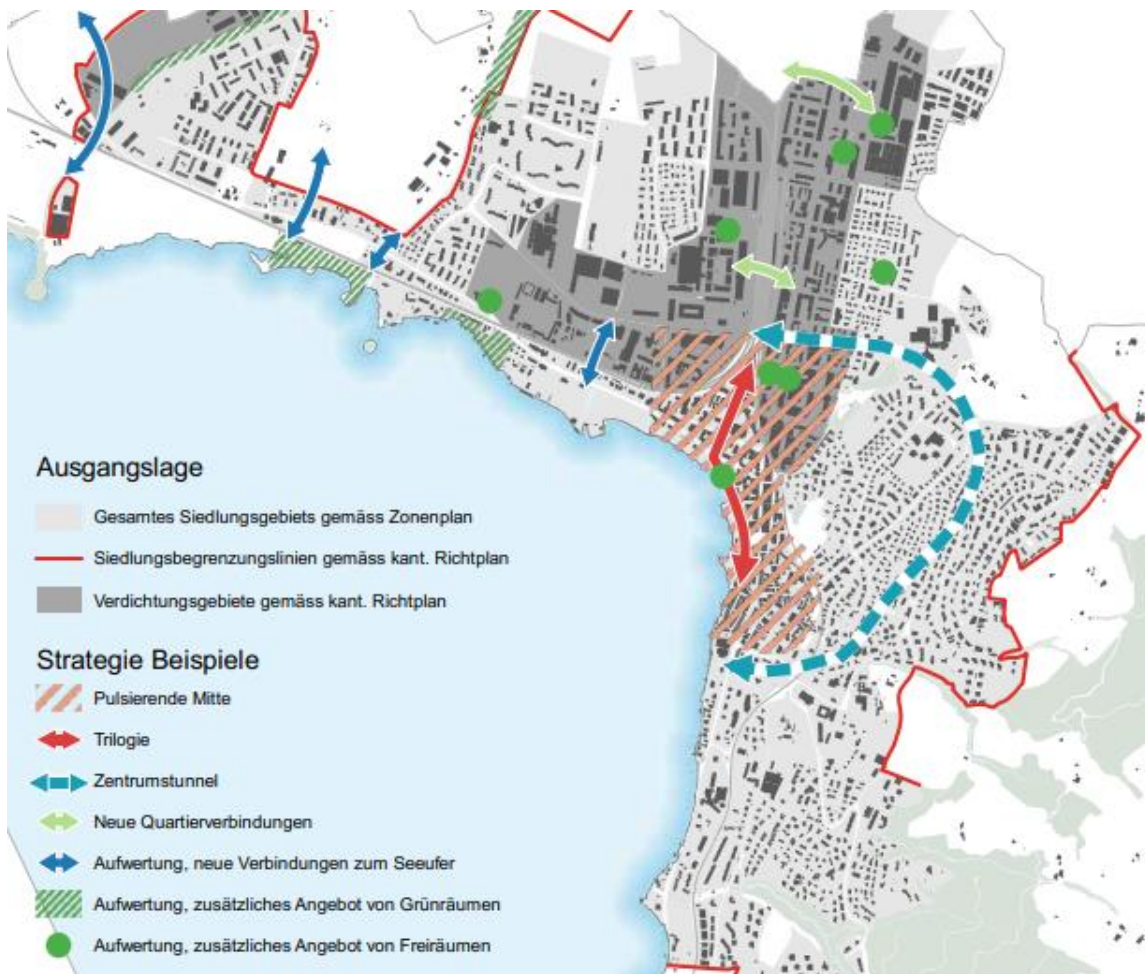 Ausgangslage
Gesamtes Siedlungsgebiets gemäss Zonenplan
Siedlungsbegrenzungslinien gemäss kant. Richtplan
Verdichtungsgebiete gemäss kant. Richtplan
Strategie Beispiele
Pulsierende Mitte
Trilogie
Zentrumstunnel
Neue Quartierverbindungen
Aufwertung, neue Verbindungen zum Seeufer
Aufwertung, zusätzliches Angebot von Grünräumen
Aufwertung, zusätzliches Angebot von Freiräumen